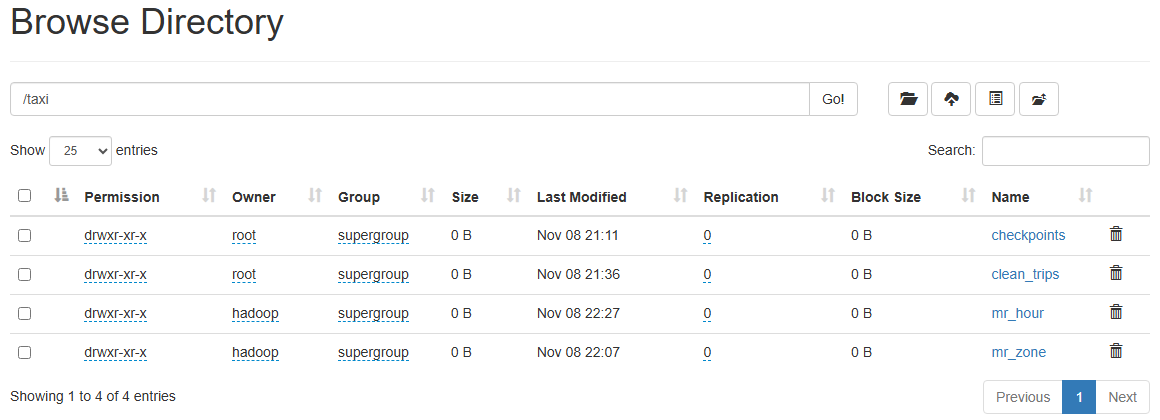 Browse Directory
/taxi Go!
Show 25 entries Search:
Permission Owner Group Size Last Modified Replication Block Size Name
drwxr-xr-x root supergroup 0 B Nov 08 21:11 0 0 B checkpoints
drwxr-xr-x root supergroup 0 B Nov 08 21:36 0 0 B clean_trips
drwxr-xr-x hadoop supergroup 0 B Nov 08 22:27 0 0 B mr_hour
drwxr-xr-x hadoop supergroup 0 B Nov 08 22:07 0 0 B mr_zone
Showing 1 to 4 of 4 entries Previous 1 Next